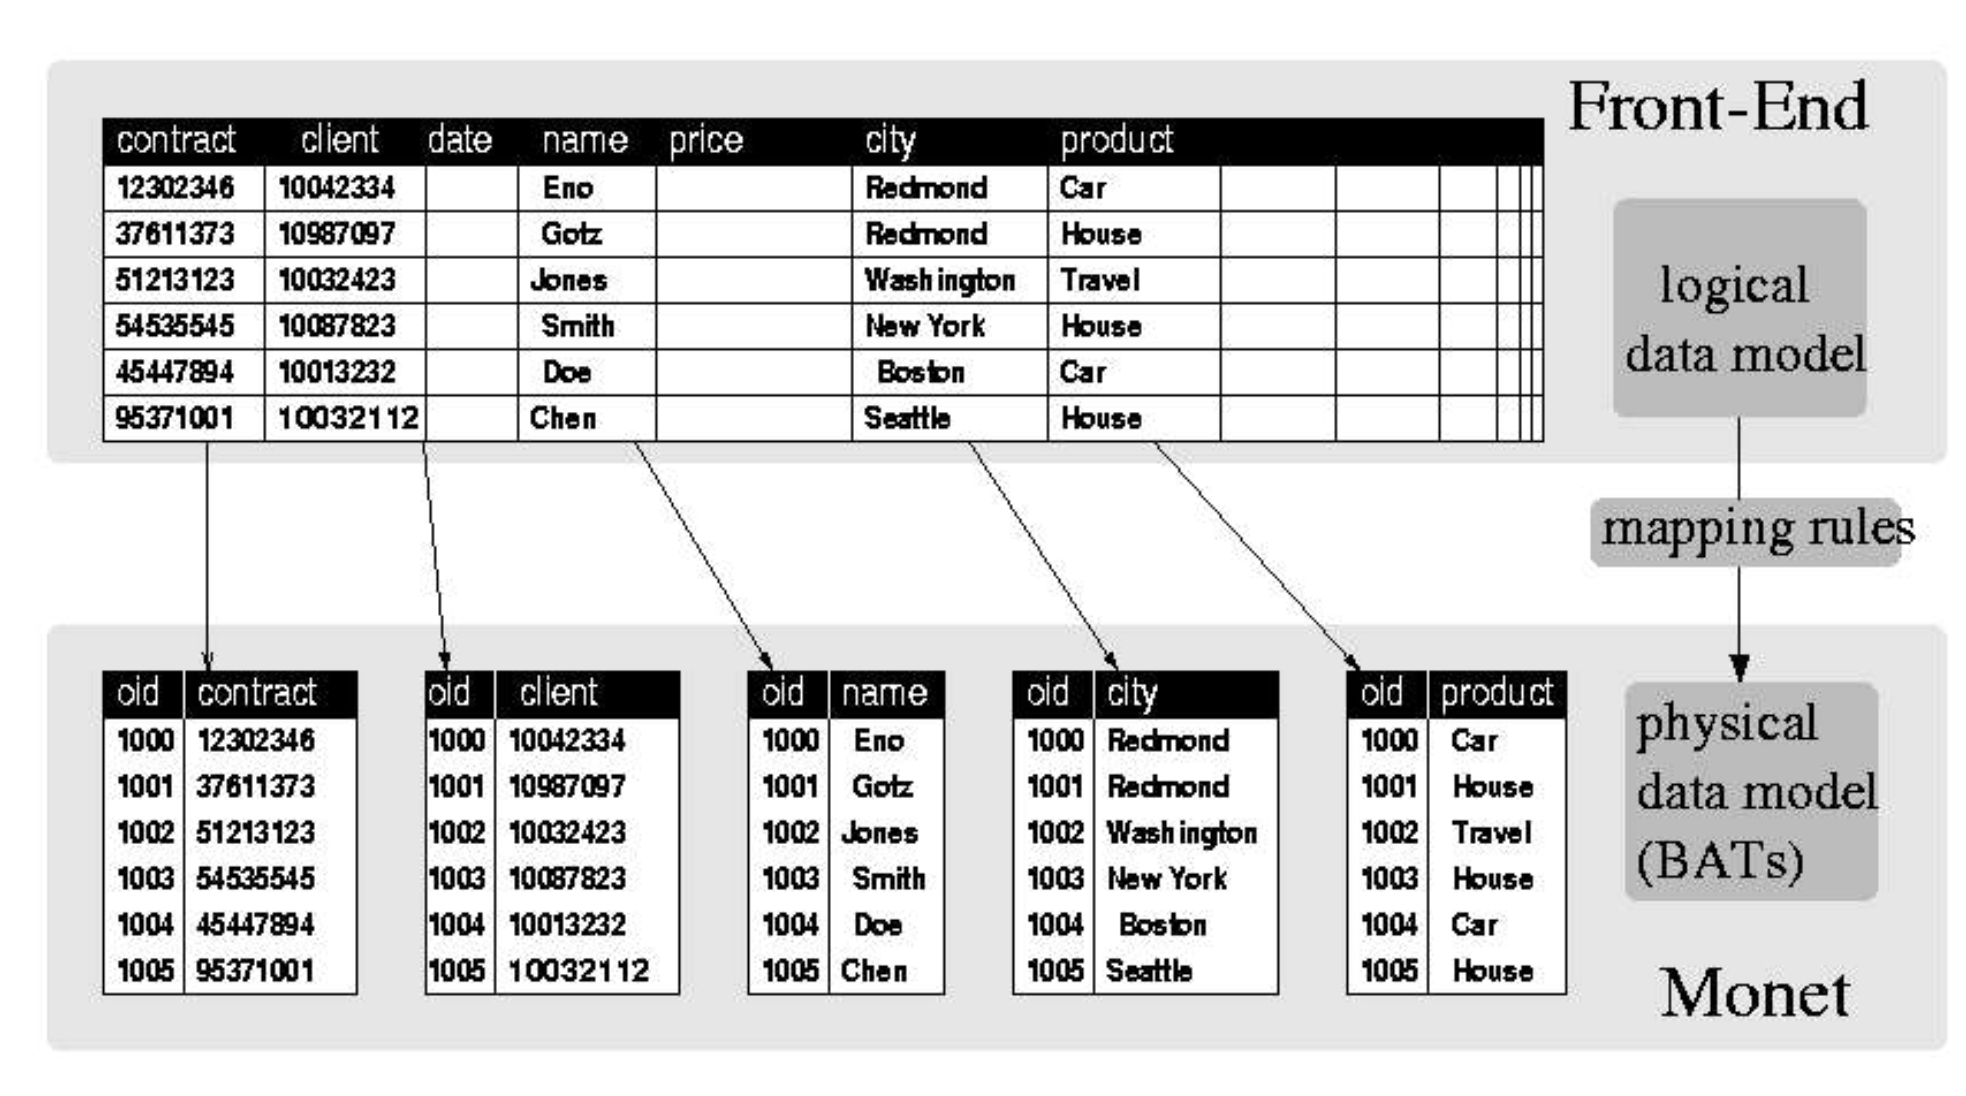 Front-End
contract client date name price city product
12302346 10042334 Eno Redmond Car
37611373 10987097 Gotz Redmond House
51213123 10032423 Jones Washington Travel
54535545 10087823 Smith New York House
45447894 10013232 Doe Boston Car
95371001 10032112 Chen Seattle House
logical
data model
mapping rules
oid contract oid client oid name oid city oid product
1000 12302346 1000 10042334 1000 Eno 1000 Redmond 1000 Car
1001 37611373 1001 10987097 1001 Gotz 1001 Redmond 1001 House
1002 51213123 1002 10032423 1002 Jones 1002 Washington 1002 Travel
1003 54535545 1003 10087823 1003 Smith 1003 New York 1003 House
1004 45447894 1004 10013232 1004 Doe 1004 Boston 1004 Car
1005 95371001 1005 10032112 1005 Chen 1005 Seattle 1005 House
physical
data model
(BATs)
Monet